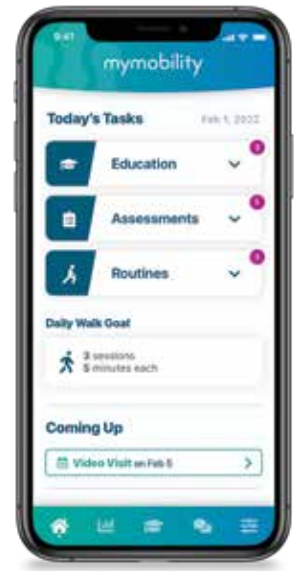 9:41
mymobility
Today's Tasks
Feb 1, 2022
Education
Assessments
Routines
Daily Walk Goal
3 sessions
5 minutes each
Coming Up
Video Visit on Feb 5